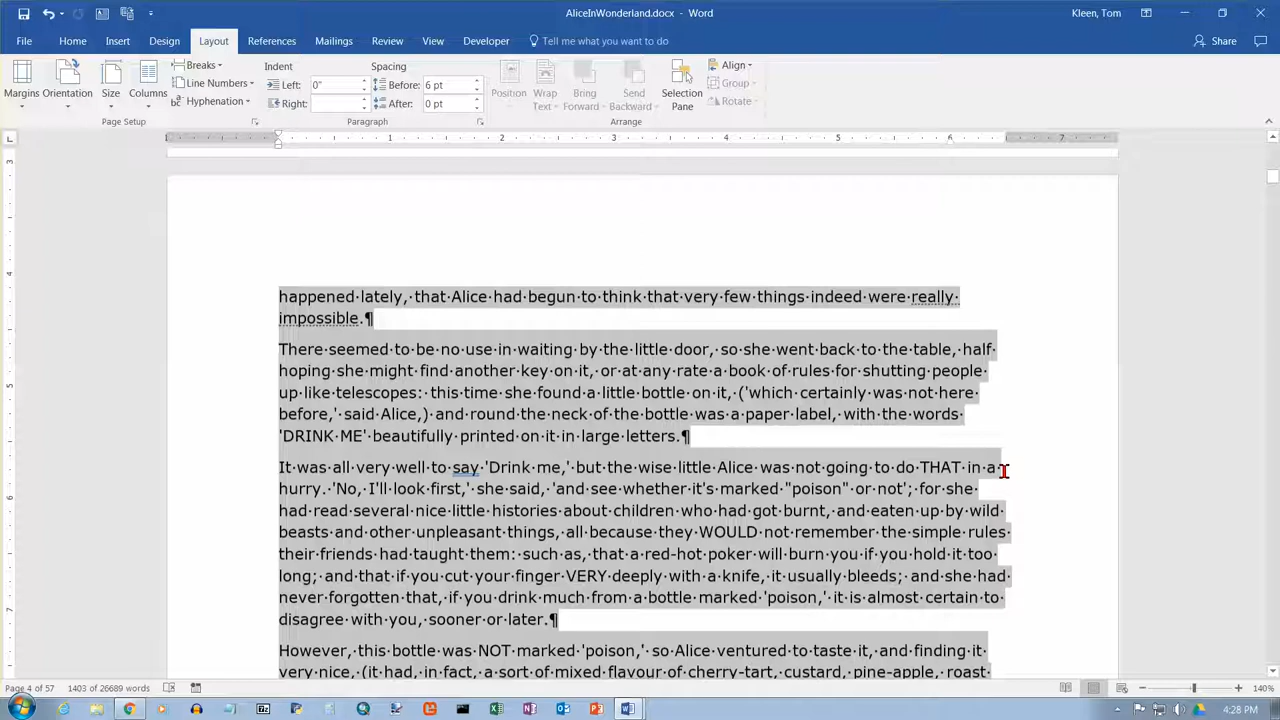 AliceInWonderland.docx - Word
Kleen, Tom
File Home Insert Design Layout References Mailings Review View Developer Tell me what you want to do Share
Margins Orientation Size Columns
Breaks
Line Numbers
Hyphenation
Page Setup
Indent
Left: 0"
Right:
Spacing
Before: 6 pt
After: 0 pt
Paragraph
Position Wrap Text Bring Forward Send Backward Selection Pane
Align
Group
Rotate
Arrange
1 2 3 4 5 6 7
3
4
5
6
7
happened·lately,·that·Alice·had·begun·to·think·that·very·few·things·indeed·were·really·
impossible.¶
There·seemed·to·be·no·use·in·waiting·by·the·little·door,·so·she·went·back·to·the·table,·half·
hoping·she·might·find·another·key·on·it,·or·at·any·rate·a·book·of·rules·for·shutting·people·
up·like·telescopes:·this·time·she·found·a·little·bottle·on·it,·('which·certainly·was·not·here·
before,'·said·Alice,)·and·round·the·neck·of·the·bottle·was·a·paper·label,·with·the·words·
'DRINK·ME'·beautifully·printed·on·it·in·large·letters.¶
It·was·all·very·well·to·say·'Drink·me,'·but·the·wise·little·Alice·was·not·going·to·do·THAT·in·a·
hurry.·'No,·I'll·look·first,'·she·said,·'and·see·whether·it's·marked·"poison"·or·not';·for·she·
had·read·several·nice·little·histories·about·children·who·had·got·burnt,·and·eaten·up·by·wild·
beasts·and·other·unpleasant·things,·all·because·they·WOULD·not·remember·the·simple·rules·
their·friends·had·taught·them:·such·as,·that·a·red-hot·poker·will·burn·you·if·you·hold·it·too·
long;·and·that·if·you·cut·your·finger·VERY·deeply·with·a·knife,·it·usually·bleeds;·and·she·had·
never·forgotten·that,·if·you·drink·much·from·a·bottle·marked·'poison,'·it·is·almost·certain·to·
disagree·with·you,·sooner·or·later.¶
However,·this·bottle·was·NOT·marked·'poison,'·so·Alice·ventured·to·taste·it,·and·finding·it·
very·nice,·(it·had,·in·fact,·a·sort·of·mixed·flavour·of·cherry-tart,·custard,·pine-apple,·roast·
Page 4 of 57 1403 of 26689 words 140%
4:28 PM